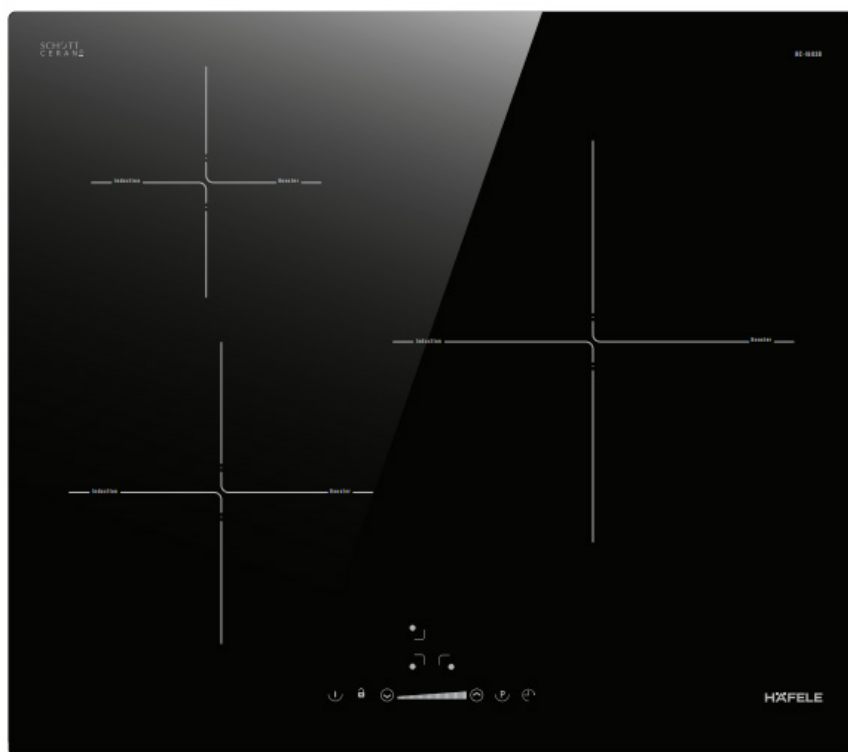 SCHOTT
CERAN
HC-I603B
Induction
Booster
Induction
Booster
Induction
Booster
P
HÄFELE